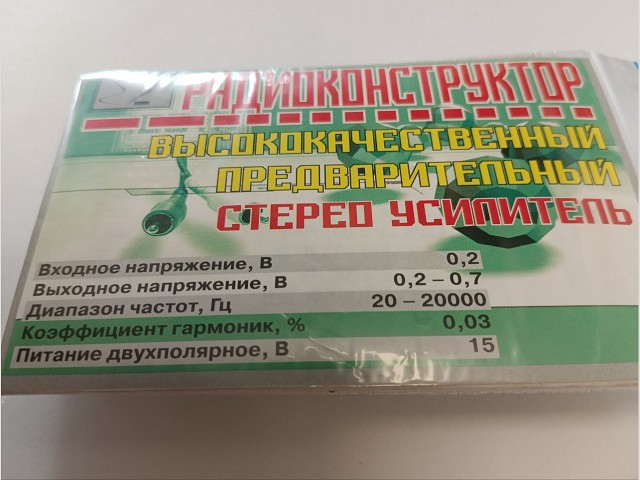 РАДИОКОНСТРУКТОР
ВЫСОКОКАЧЕСТВЕННЫЙ
ПРЕДВАРИТЕЛЬНЫЙ
СТЕРЕО УСИЛИТЕЛЬ
Входное напряжение, В 0,2
Выходное напряжение, В 0,2 – 0,7
Диапазон частот, Гц 20 – 20000
Коэффициент гармоник, % 0,03
Питание двухполярное, В 15